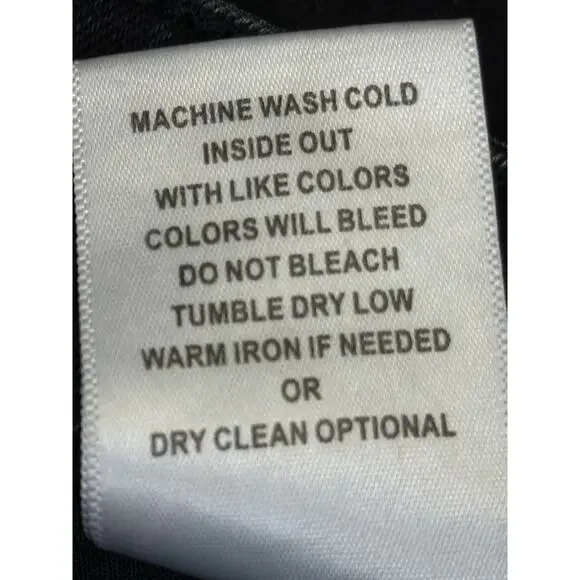 MACHINE WASH COLD
INSIDE OUT
WITH LIKE COLORS
COLORS WILL BLEED
DO NOT BLEACH
TUMBLE DRY LOW
WARM IRON IF NEEDED
OR
DRY CLEAN OPTIONAL